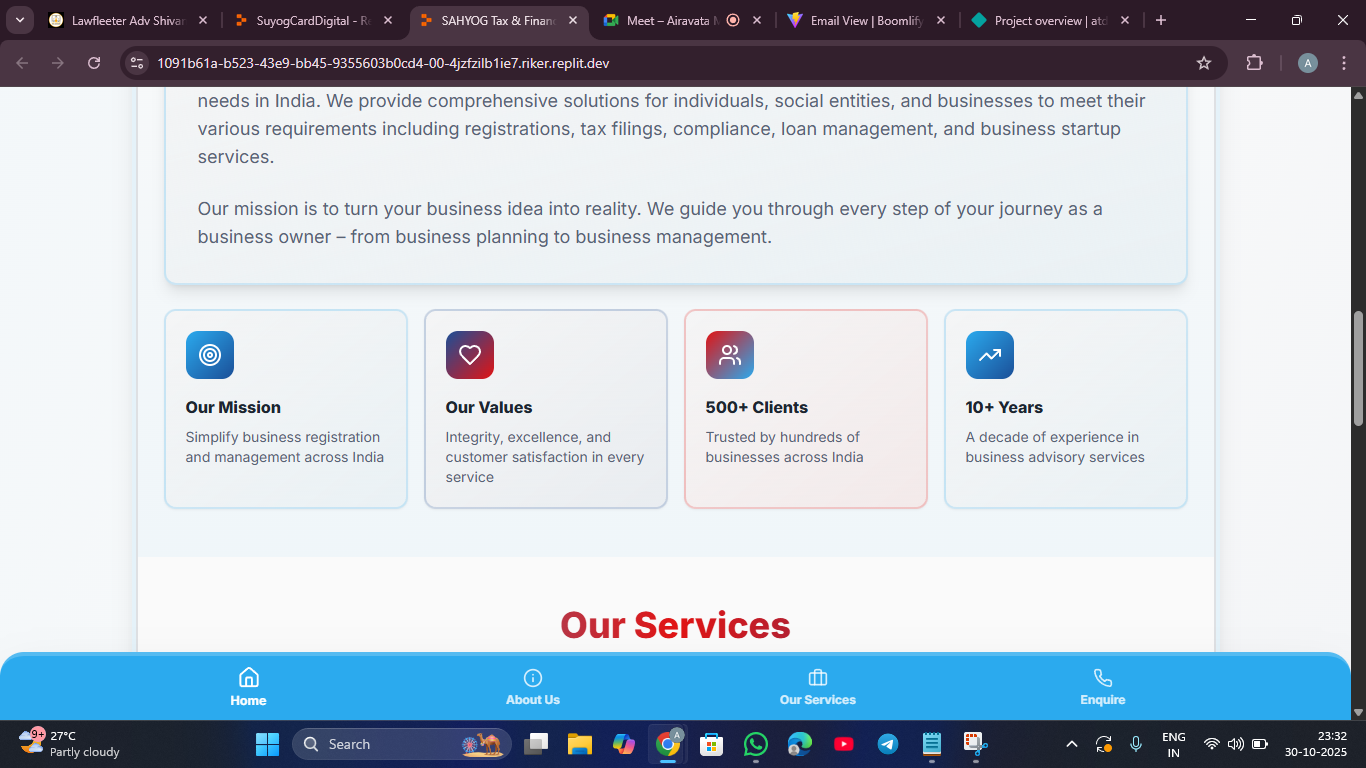 Lawfleeter Adv Shivar
SuyogCardDigital - Re
SAHYOG Tax & Financ
Meet – Airavata M
Email View | Boomlify
Project overview | atd
1091b61a-b523-43e9-bb45-9355603b0cd4-00-4jzfzilb1ie7.riker.replit.dev
A
needs in India. We provide comprehensive solutions for individuals, social entities, and businesses to meet their
various requirements including registrations, tax filings, compliance, loan management, and business startup
services.
Our mission is to turn your business idea into reality. We guide you through every step of your journey as a
business owner – from business planning to business management.
Our Mission
Simplify business registration
and management across India
Our Values
Integrity, excellence, and
customer satisfaction in every
service
500+ Clients
Trusted by hundreds of
businesses across India
10+ Years
A decade of experience in
business advisory services
Our Services
Home
About Us
Our Services
Enquire
9+
27°C
Partly cloudy
Search
A
ENG
IN
23:32
30-10-2025